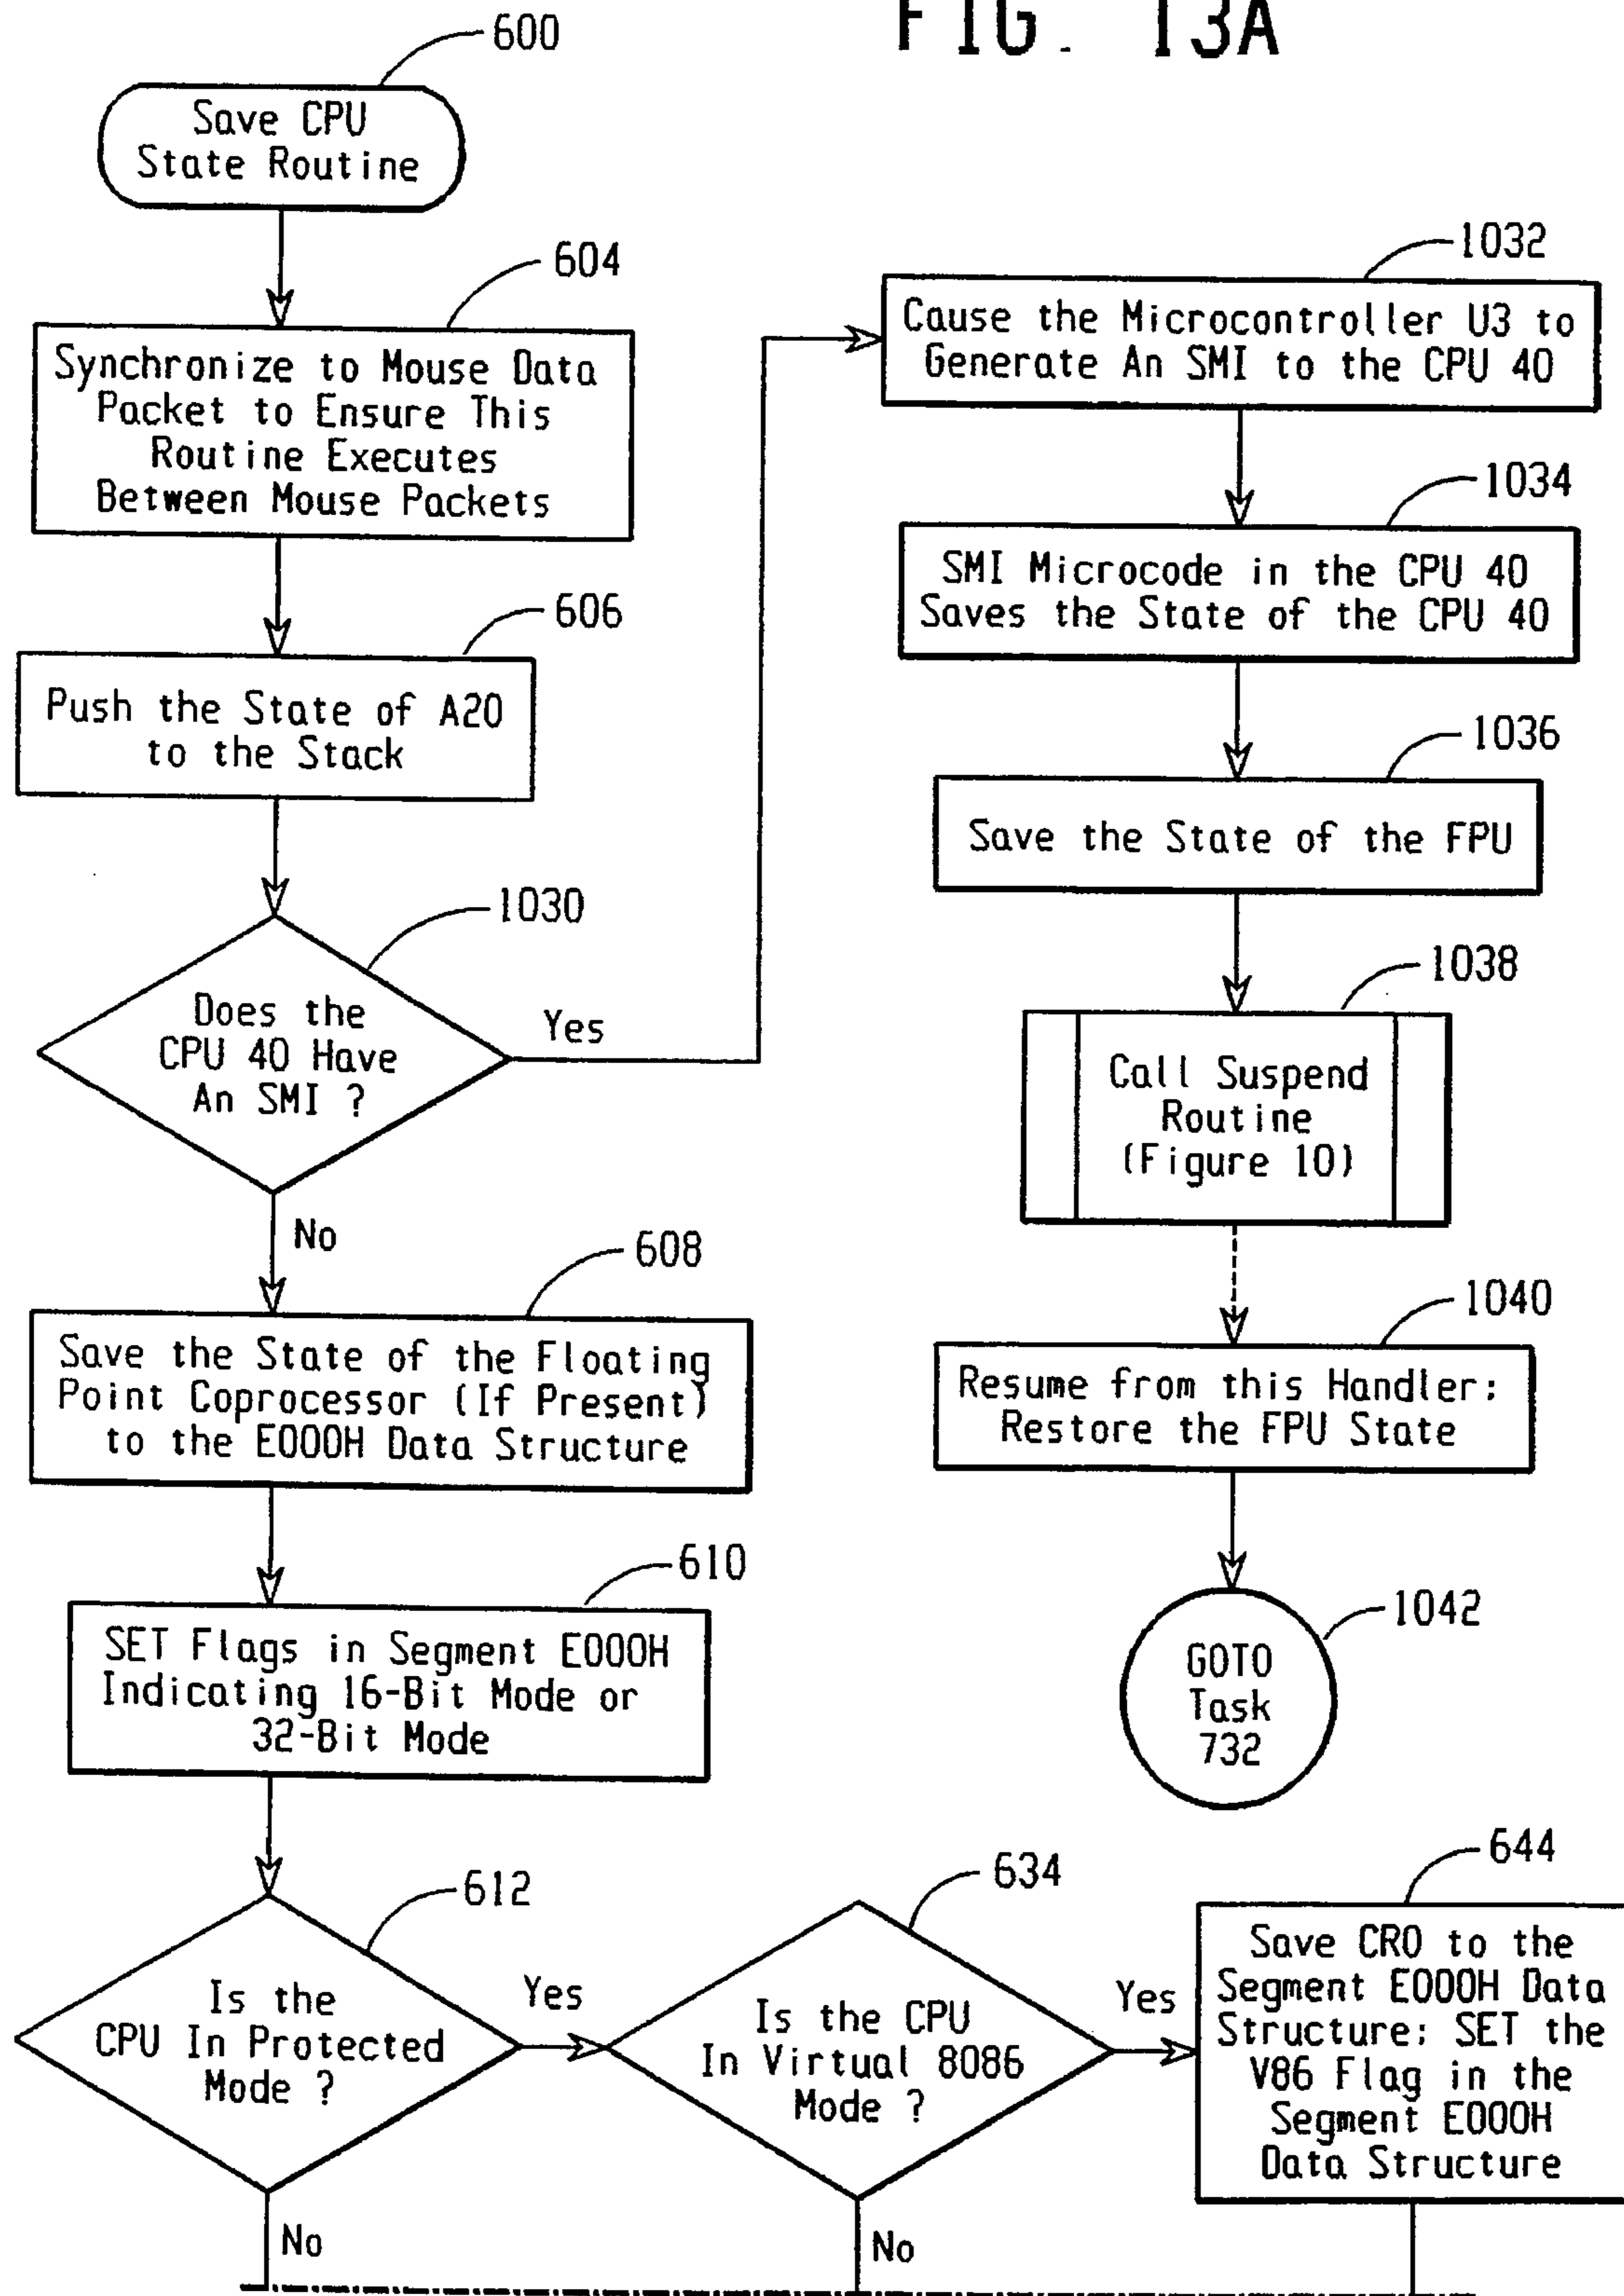 FIG. 13A
600
Save CPU
State Routine
604
Synchronize to Mouse Data
Packet to Ensure This
Routine Executes
Between Mouse Packets
606
Push the State of A20
to the Stack
1030
Does the
CPU 40 Have
An SMI ?
Yes
No
608
Save the State of the Floating
Point Coprocessor (If Present)
to the E000H Data Structure
610
SET Flags in Segment E000H
Indicating 16-Bit Mode or
32-Bit Mode
612
Is the
CPU In Protected
Mode ?
Yes
No
634
Is the CPU
In Virtual 8086
Mode ?
Yes
No
644
Save CR0 to the
Segment E000H Data
Structure; SET the
V86 Flag in the
Segment E000H
Data Structure
1032
Cause the Microcontroller U3 to
Generate An SMI to the CPU 40
1034
SMI Microcode in the CPU 40
Saves the State of the CPU 40
1036
Save the State of the FPU
1038
Call Suspend
Routine
(Figure 10)
1040
Resume from this Handler;
Restore the FPU State
1042
GOTO
Task
732